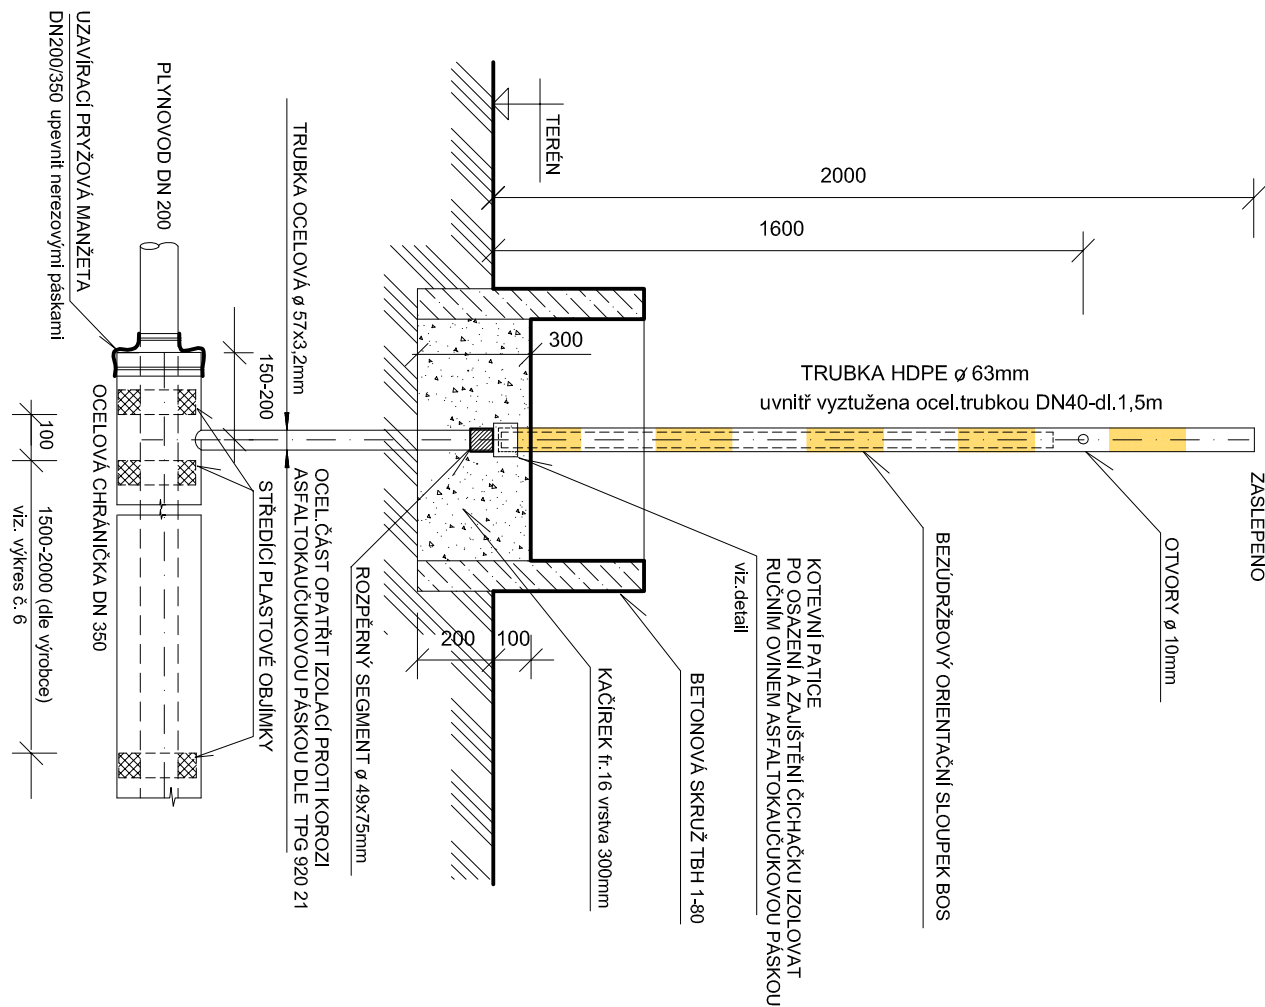 UZAVÍRACÍ PRYŽOVÁ MANŽETA
DN200/350 upevnit nerezovými páskami
PLYNOVOD DN 200
TRUBKA OCELOVÁ ø 57x3,2mm
150-200
TERÉN
2000
1600
300
TRUBKA HDPE ø 63mm
uvnitř vyztužena ocel.trubkou DN40-dl.1,5m
ZASLEPENO
OTVORY ø 10mm
BEZÚDRŽBOVÝ ORIENTAČNÍ SLOUPEK BOS
KOTEVNÍ PATICE
PO OSAZENÍ A ZAJIŠTĚNÍ ČICHAČKU IZOLOVAT
RUČNÍM OVINEM ASFALTOKAUČUKOVOU PÁSKOU
viz.detail
BETONOVÁ SKRUŽ TBH 1-80
KAČÍREK fr.16 vrstva 300mm
200
100
ROZPĚRNÝ SEGMENT ø 49x75mm
OCEL.ČÁST OPATŘIT IZOLACÍ PROTI KOROZI
ASFALTOKAUČUKOVOU PÁSKOU DLE TPG 920 21
STŘEDÍCÍ PLASTOVÉ OBJÍMKY
OCELOVÁ CHRÁNIČKA DN 350
100
1500-2000 (dle výrobce)
viz. výkres č.6